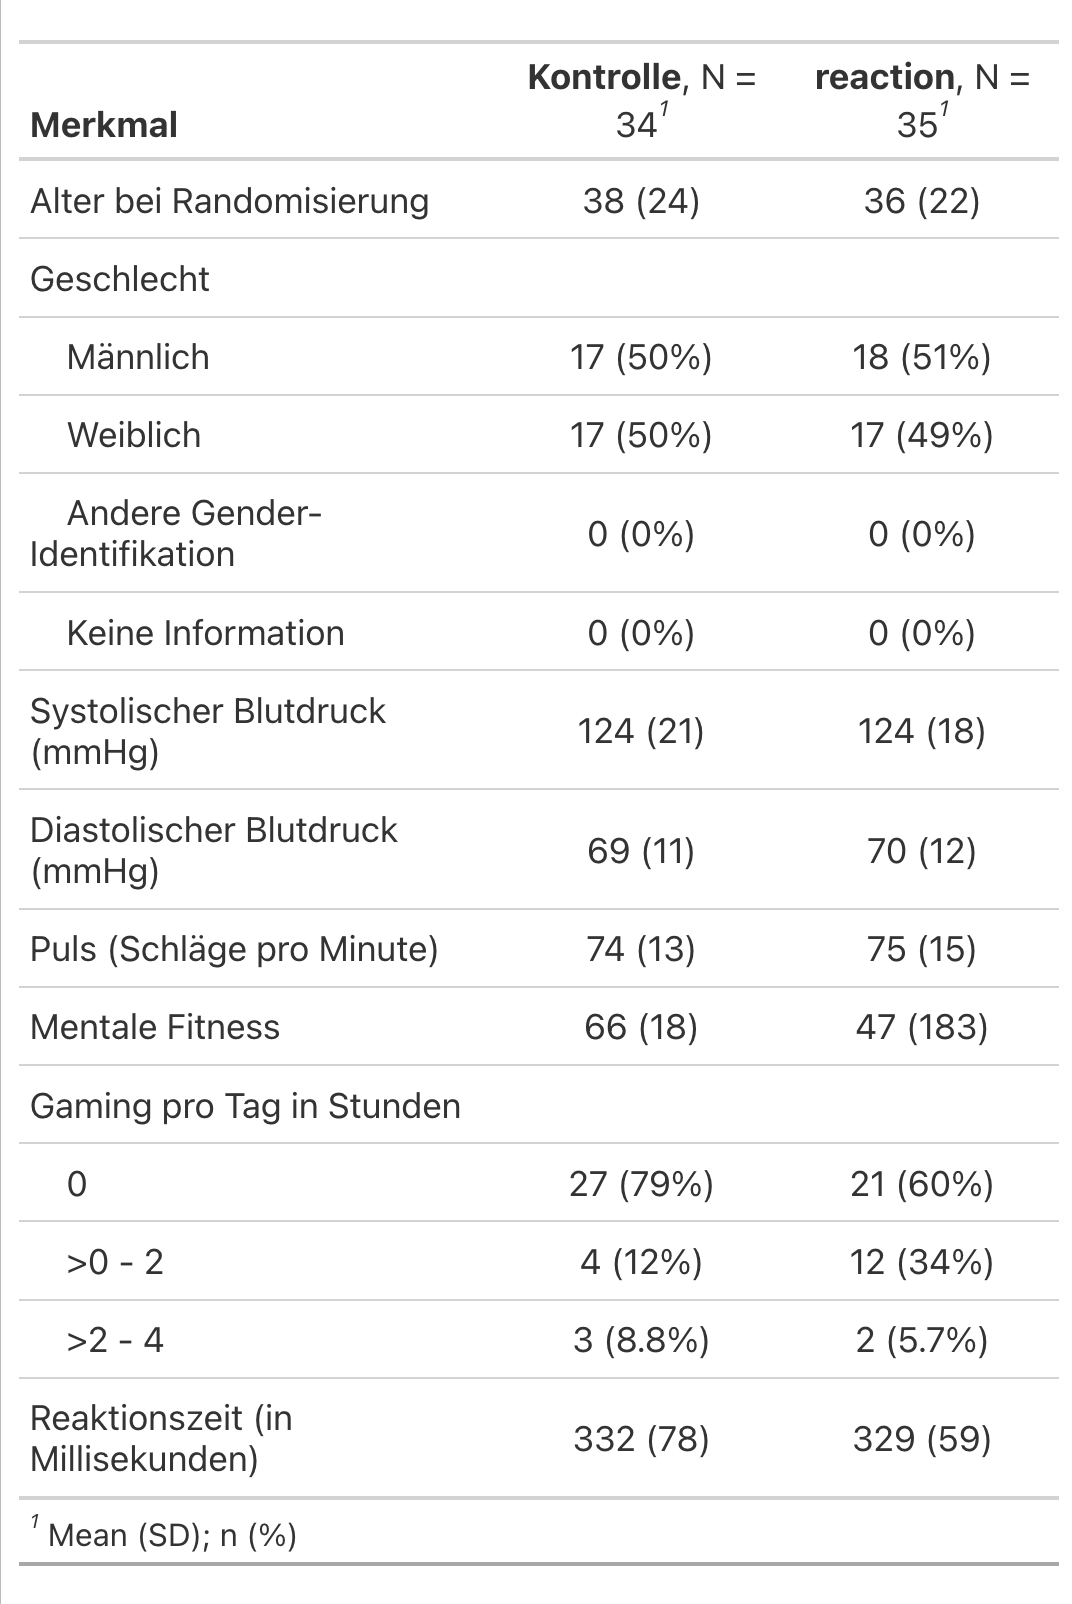 Merkmal Kontrolle, N = 34¹ reaction, N = 35¹
Alter bei Randomisierung 38 (24) 36 (22)
Geschlecht
Männlich 17 (50%) 18 (51%)
Weiblich 17 (50%) 17 (49%)
Andere Gender-
Identifikation 0 (0%) 0 (0%)
Keine Information 0 (0%) 0 (0%)
Systolischer Blutdruck
(mmHg) 124 (21) 124 (18)
Diastolischer Blutdruck
(mmHg) 69 (11) 70 (12)
Puls (Schläge pro Minute) 74 (13) 75 (15)
Mentale Fitness 66 (18) 47 (183)
Gaming pro Tag in Stunden
0 27 (79%) 21 (60%)
>0 - 2 4 (12%) 12 (34%)
>2 - 4 3 (8.8%) 2 (5.7%)
Reaktionszeit (in
Millisekunden) 332 (78) 329 (59)
¹ Mean (SD); n (%)